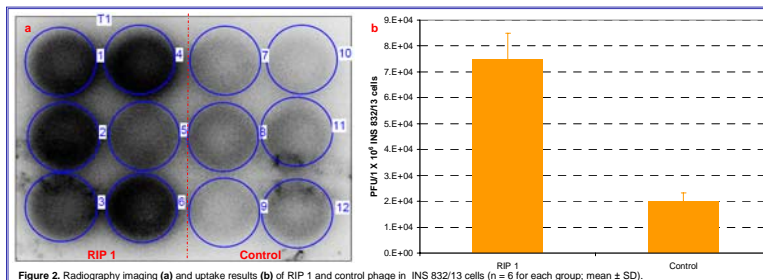 a
T1
1
4
7
10
2
5
8
11
3
6
9
12
RIP 1
Control
b
PFU/1 X 10⁶ INS 832/13 cells
9.E+04
8.E+04
7.E+04
6.E+04
5.E+04
4.E+04
3.E+04
2.E+04
1.E+04
0.E+00
RIP 1
Control
Figure 2. Radiography imaging (a) and uptake results (b) of RIP 1 and control phage in INS 832/13 cells (n = 6 for each group; mean ± SD).